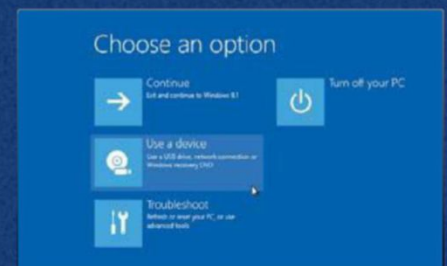 Choose an option
Continue
Exit and continue to Windows 8.1
Turn off your PC
Use a device
Use a USB drive, network connection or
Windows recovery DVD
Troubleshoot
Refresh or reset your PC, or use
advanced tools